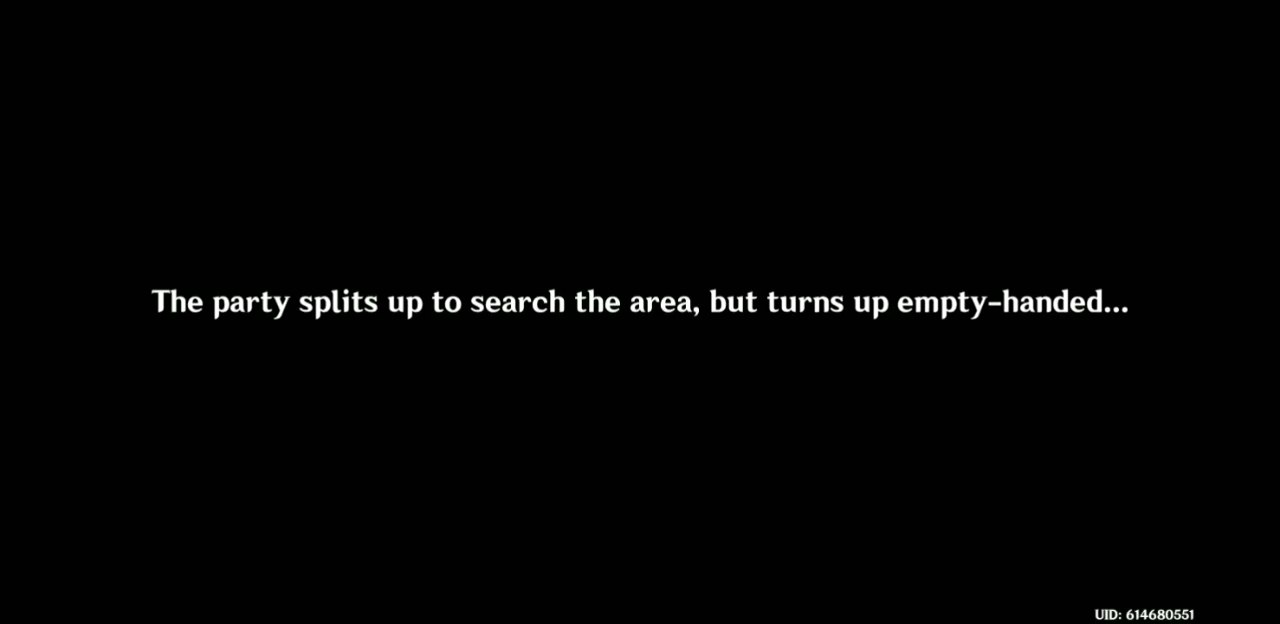 The party splits up to search the area, but turns up empty-handed...
UID: 614680551